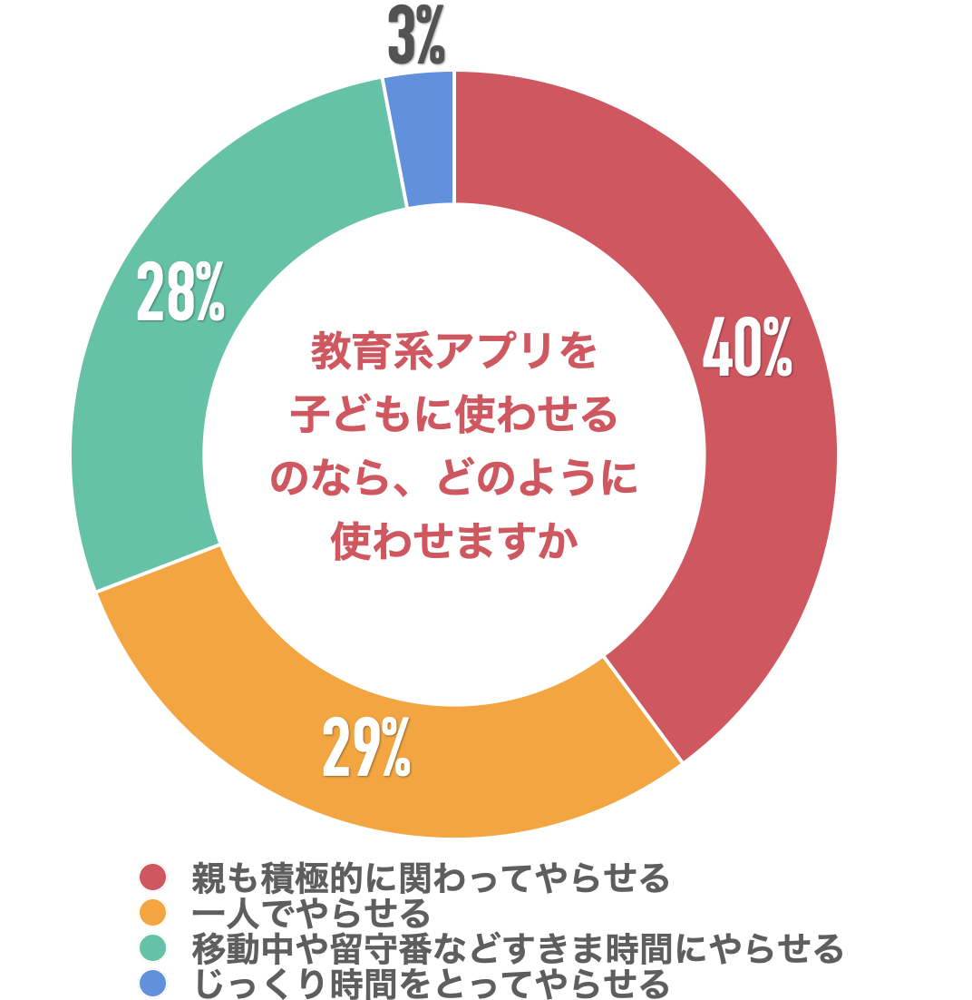 3%
28%
40%
教育系アプリを
子どもに使わせる
のなら、どのように
使わせますか
29%
親も積極的に関わってやらせる
一人でやらせる
移動中や留守番などすきま時間にやらせる
じっくり時間をとってやらせる